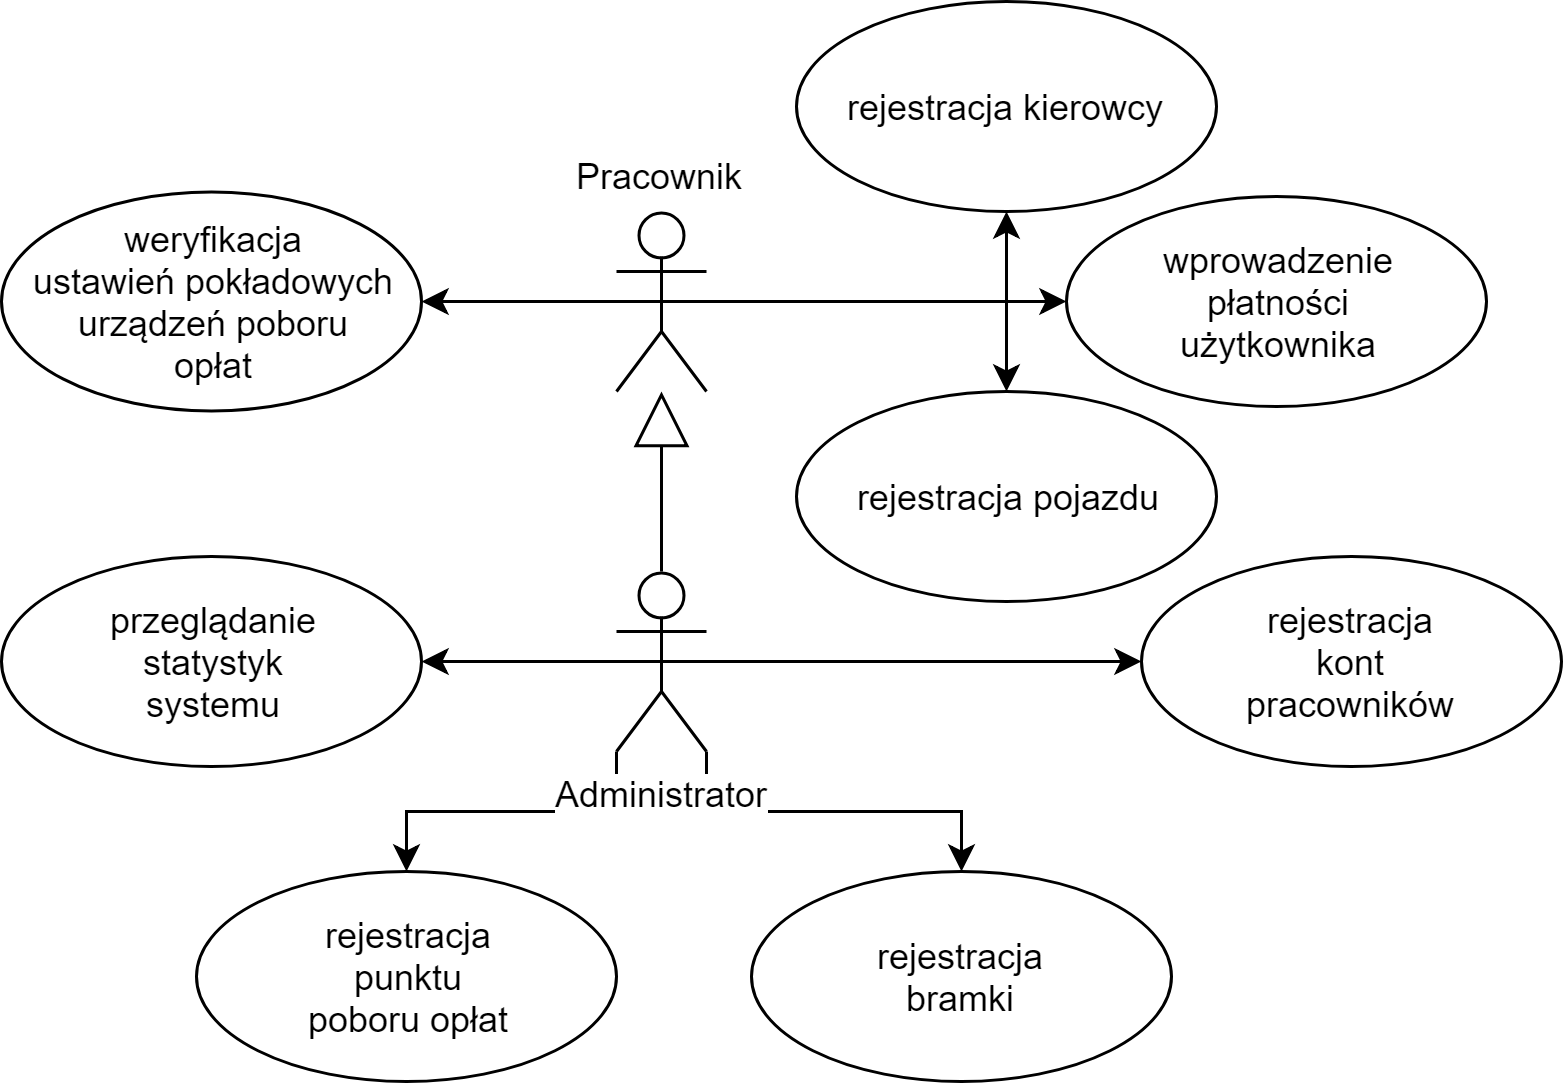 rejestracja kierowcy
Pracownik
weryfikacja
ustawień pokładowych
urządzeń poboru
opłat
wprowadzenie
płatności
użytkownika
rejestracja pojazdu
przeglądanie
statystyk
systemu
rejestracja
kont
pracowników
Administrator
rejestracja
punktu
poboru opłat
rejestracja
bramki